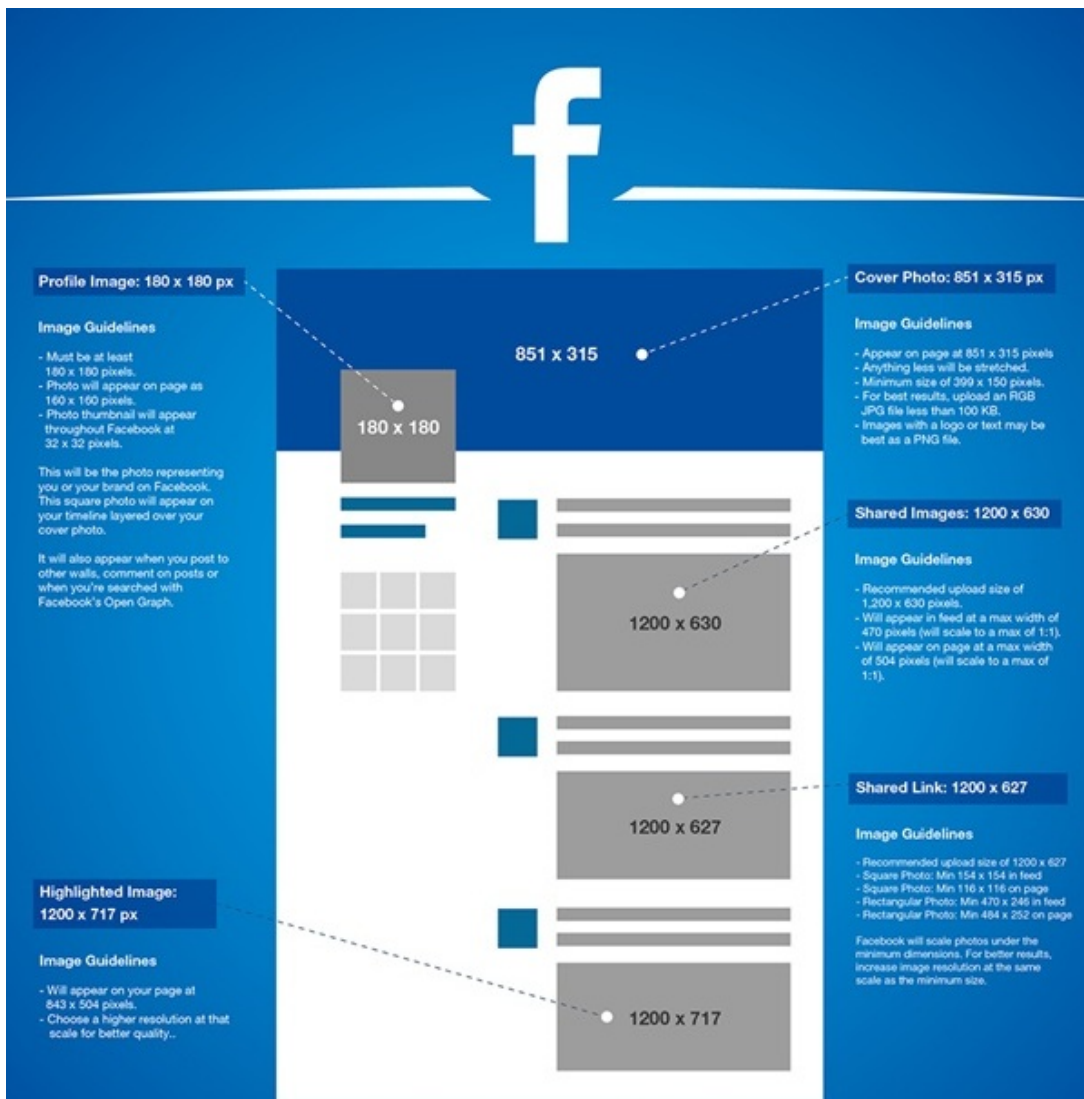 f
Profile Image: 180 x 180 px
Image Guidelines
- Must be at least
180 x 180 pixels.
- Photo will appear on page as
160 x 160 pixels.
- Photo thumbnail will appear
throughout Facebook at
32 x 32 pixels.
This will be the photo representing
you or your brand on Facebook.
This square photo will appear on
your timeline layered over your
cover photo.
It will also appear when you post to
other walls, comment on posts or
when you're searched with
Facebook's Open Graph.
851 x 315
180 x 180
Cover Photo: 851 x 315 px
Image Guidelines
- Appear on page at 851 x 315 pixels
- Anything less will be stretched.
- Minimum size of 399 x 150 pixels.
- For best results, upload an RGB
JPG file less than 100 KB.
- Images with a logo or text may be
best as a PNG file.
1200 x 630
Shared Images: 1200 x 630
Image Guidelines
- Recommended upload size of
1,200 x 630 pixels.
- Will appear in feed at a max width of
470 pixels (will scale to a max of 1:1).
- Will appear on page at a max width
of 504 pixels (will scale to a max of
1:1).
1200 x 627
Shared Link: 1200 x 627
Image Guidelines
- Recommended upload size of 1200 x 627
- Square Photo: Min 154 x 154 in feed
- Square Photo: Min 116 x 116 on page
- Rectangular Photo: Min 470 x 246 in feed
- Rectangular Photo: Min 484 x 252 on page
Facebook will scale photos under the
minimum dimensions. For better results,
increase image resolution at the same
scale as the minimum size.
Highlighted Image:
1200 x 717 px
Image Guidelines
- Will appear on your page at
843 x 504 pixels.
- Choose a higher resolution at that
scale for better quality..
1200 x 717